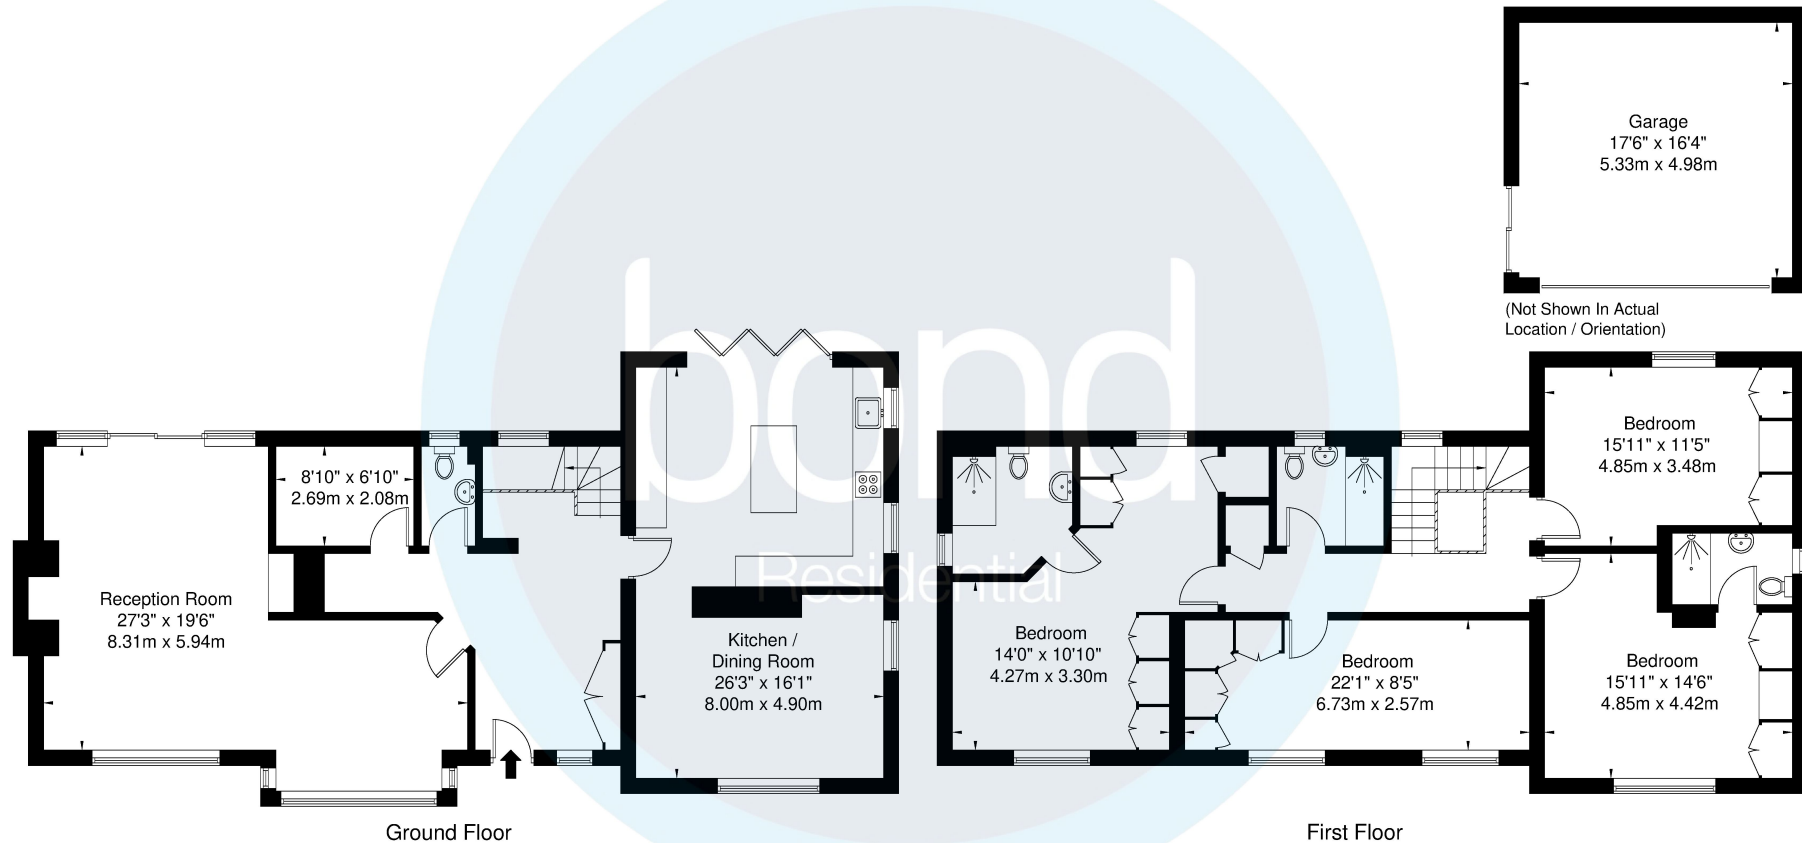 Garage
17'6" x 16'4"
5.33m x 4.98m
(Not Shown In Actual
Location / Orientation)
bond
Residential
8'10" x 6'10"
2.69m x 2.08m
Reception Room
27'3" x 19'6"
8.31m x 5.94m
Kitchen /
Dining Room
26'3" x 16'1"
8.00m x 4.90m
Ground Floor
Bedroom
15'11" x 11'5"
4.85m x 3.48m
Bedroom
14'0" x 10'10"
4.27m x 3.30m
Bedroom
22'1" x 8'5"
6.73m x 2.57m
Bedroom
15'11" x 14'6"
4.85m x 4.42m
First Floor